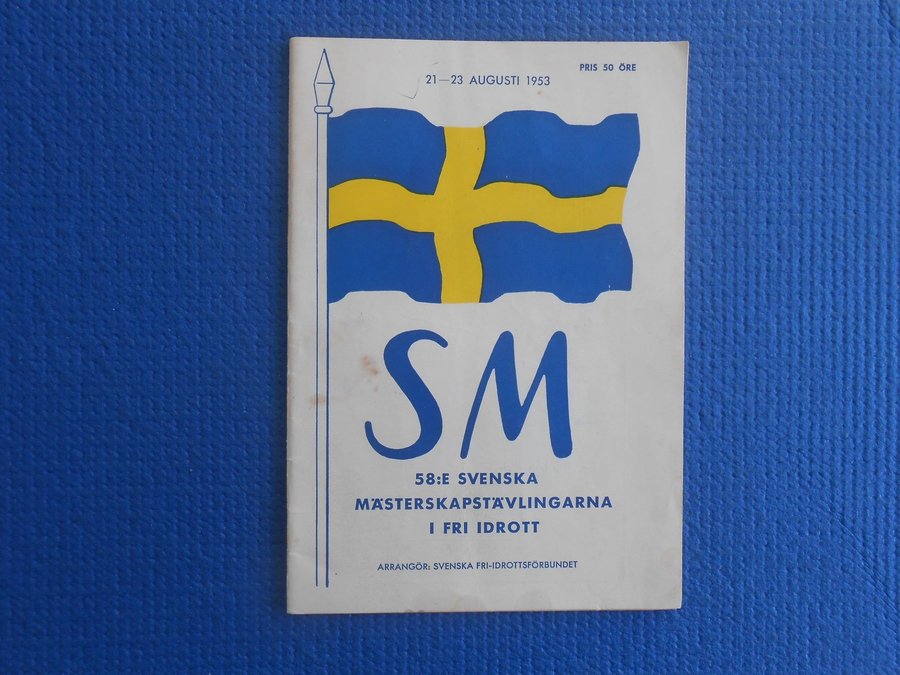 PRIS 50 ÖRE
21—23 AUGUSTI 1953
SM
58:E SVENSKA
MÄSTERSKAPSTÄVLINGARNA
I FRI IDROTT
ARRANGÖR: SVENSKA FRI-IDROTTSFÖRBUNDET